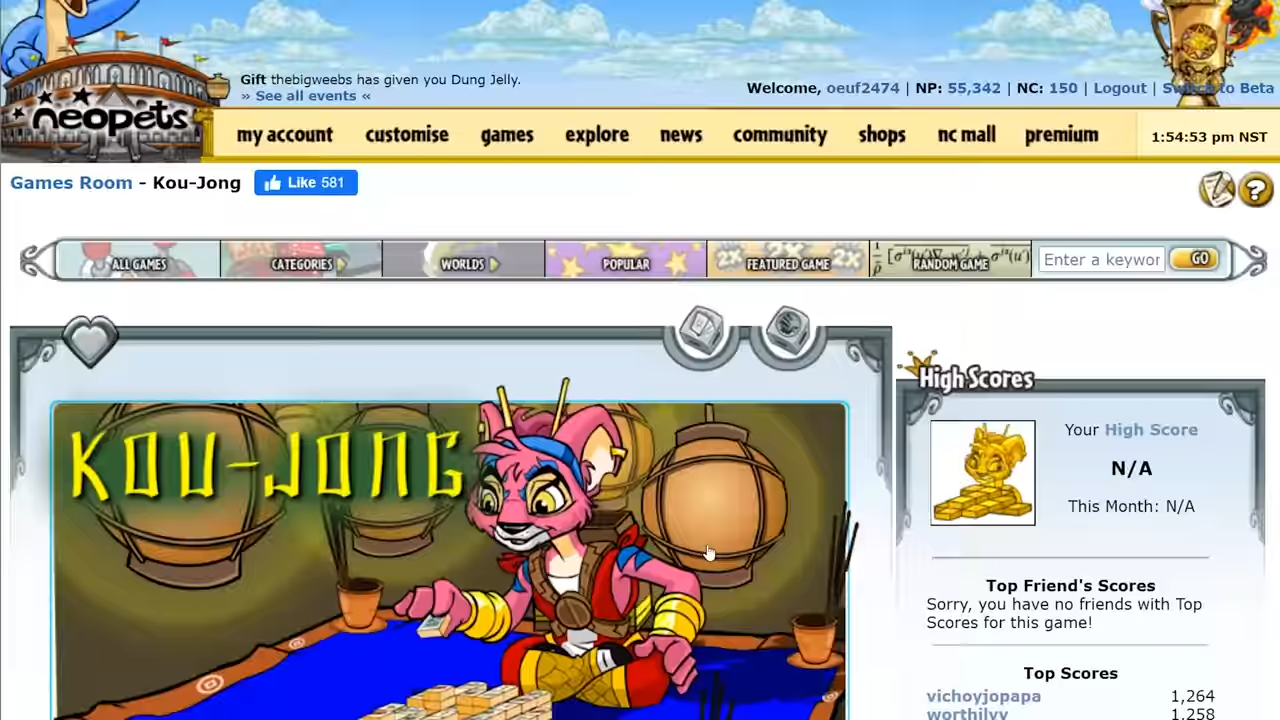 Gift thebigweebs has given you Dung Jelly.
» See all events «
Welcome, oeuf2474 | NP: 55,342 | NC: 150 | Logout | Switch to Beta
neopets
my account customise games explore news community shops nc mall premium
1:54:53 pm NST
Games Room - Kou-Jong
Like 581
ALL GAMES CATEGORIES WORLDS POPULAR 2X FEATURED GAME 2X RANDOM GAME Enter a keywor GO
High Scores
KOU-JONG
Your High Score
N/A
This Month: N/A
Top Friend's Scores
Sorry, you have no friends with Top
Scores for this game!
Top Scores
vichoyjopapa 1,264
worthilyy 1,258